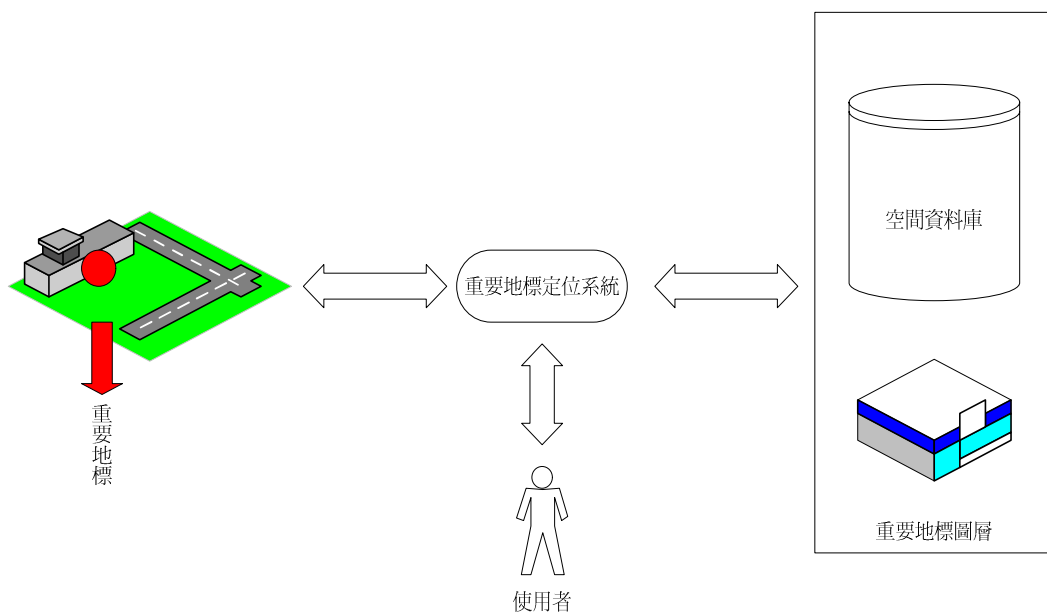 空間資料庫
重要地標定位系統
重要地標
重要地標圖層
使用者